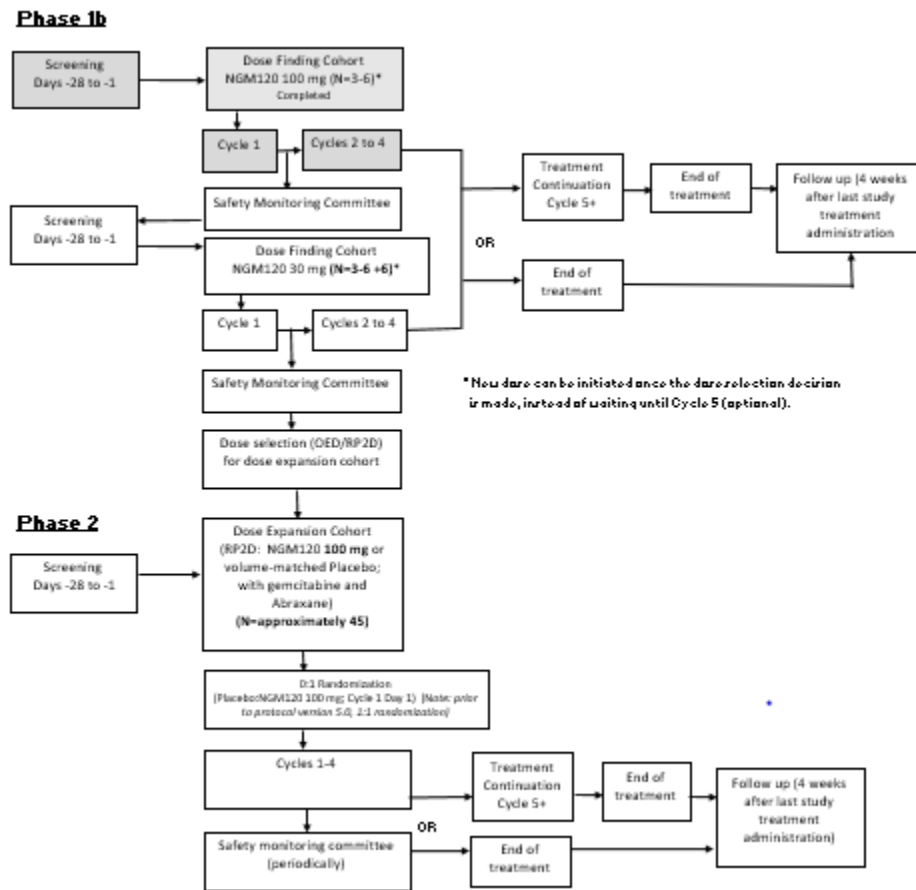 Phase 1b
Screening
Days -28 to -1
Dose Finding Cohort
NGM120 100 mg (N=3-6)*
Completed
Cycle 1
Cycles 2 to 4
Safety Monitoring Committee
Screening
Days -28 to -1
Dose Finding Cohort
NGM120 30 mg (N=3-6 +6)*
Cycle 1
Cycles 2 to 4
Treatment
Continuation
Cycle 5+
End of
treatment
Follow up (4 weeks
after last study
treatment
administration
OR
End of
treatment
Safety Monitoring Committee
* New dose can be initiated once the dose selection decision
is made, instead of waiting until Cycle 5 (optional).
Dose selection (OED/RP2D)
for dose expansion cohort
Phase 2
Screening
Days -28 to -1
Dose Expansion Cohort
(RP2D: NGM120 100 mg or
volume-matched Placebo;
with gemcitabine and
Abraxane)
(N=approximately 45)
0:1 Randomization
(Placebo:NGM120 100 mg; Cycle 1 Day 1) (Note: prior
to protocol version 5.0, 1:1 randomization)
Cycles 1-4
Treatment
Continuation
Cycle 5+
End of
treatment
Follow up (4 weeks
after last study
treatment
administration)
OR
Safety monitoring committee
(periodically)
End of
treatment